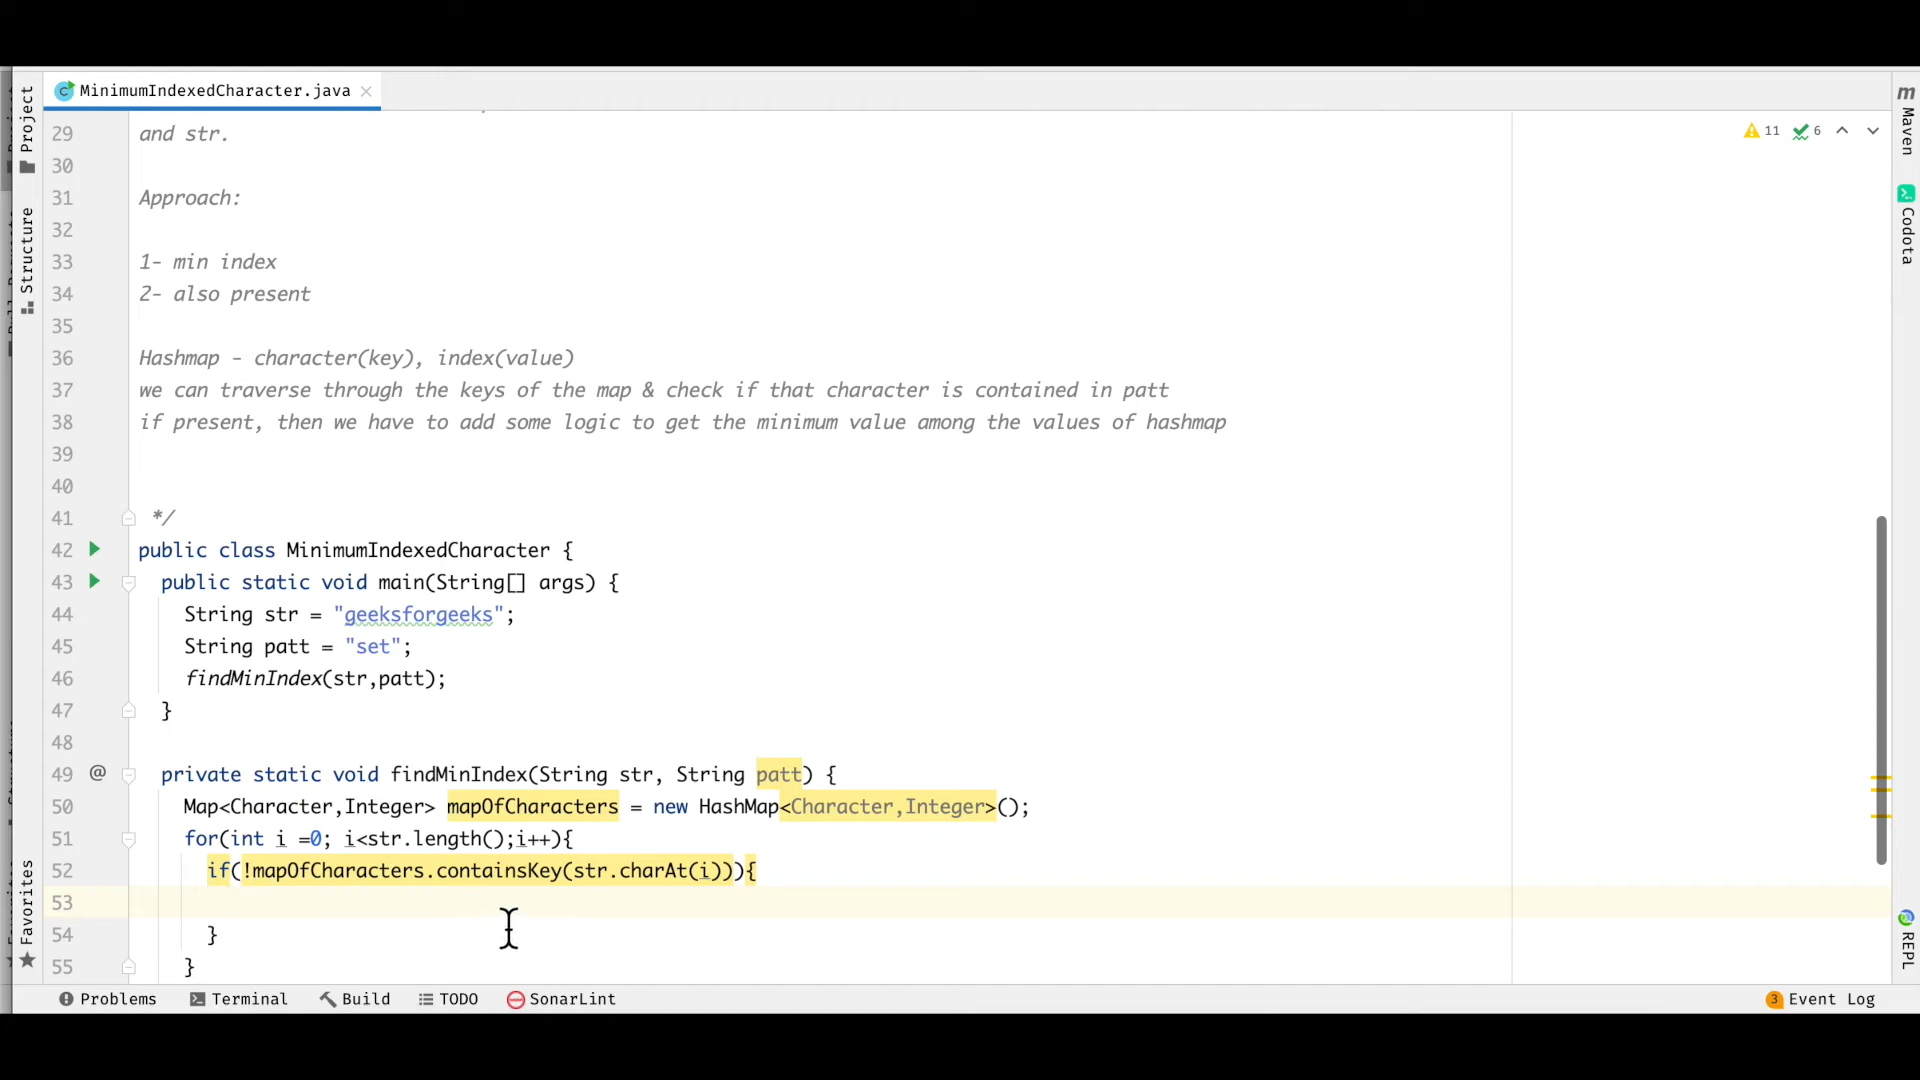 MinimumIndexedCharacter.java
Project
Structure
Favorites
Maven
Codota
REPL
11 6
29 and str.
30
31 Approach:
32
33 1- min index
34 2- also present
35
36 Hashmap - character(key), index(value)
37 we can traverse through the keys of the map & check if that character is contained in patt
38 if present, then we have to add some logic to get the minimum value among the values of hashmap
39
40
41 */
42 public class MinimumIndexedCharacter {
43 public static void main(String[] args) {
44 String str = "geeksforgeeks";
45 String patt = "set";
46 findMinIndex(str,patt);
47 }
48
49 @ private static void findMinIndex(String str, String patt) {
50 Map<Character,Integer> mapOfCharacters = new HashMap<Character,Integer>();
51 for(int i =0; i<str.length();i++){
52 if(!mapOfCharacters.containsKey(str.charAt(i))){
53
54 }
55 }
Problems Terminal Build TODO SonarLint 3 Event Log